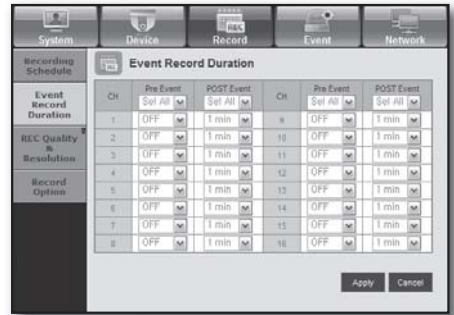 System Device Record Event Network
Recording
Schedule
Event
Record
Duration
REC Quality
&
Resolution
Record
Option
REC
Event Record Duration
CH Pre Event POST Event CH Pre Event POST Event
Sel All Sel All Sel All Sel All
1 OFF 1 min 9 OFF 1 min
2 OFF 1 min 10 OFF 1 min
3 OFF 1 min 11 OFF 1 min
4 OFF 1 min 12 OFF 1 min
5 OFF 1 min 13 OFF 1 min
6 OFF 1 min 14 OFF 1 min
7 OFF 1 min 15 OFF 1 min
8 OFF 1 min 16 OFF 1 min
Apply Cancel